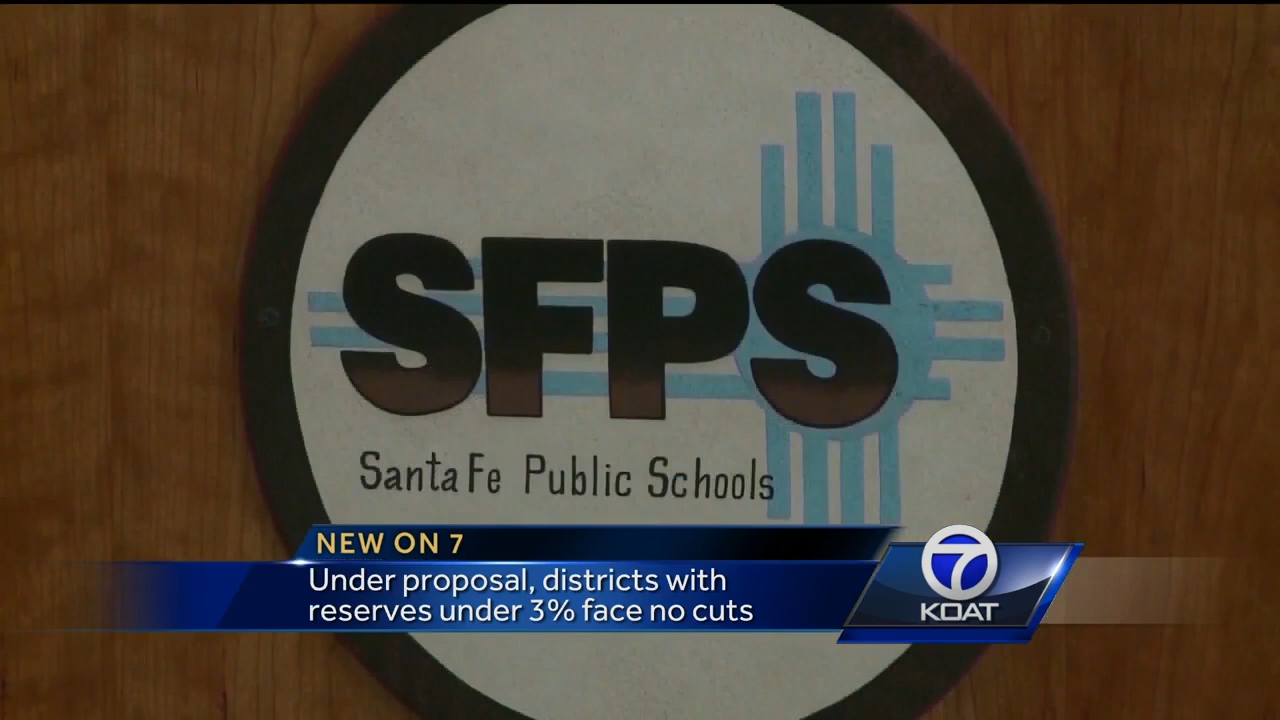 SFPS
Santa Fe Public Schools
NEW ON 7
Under proposal, districts with
reserves under 3% face no cuts
7
KOAT